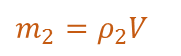 m₂ = ρ₂V